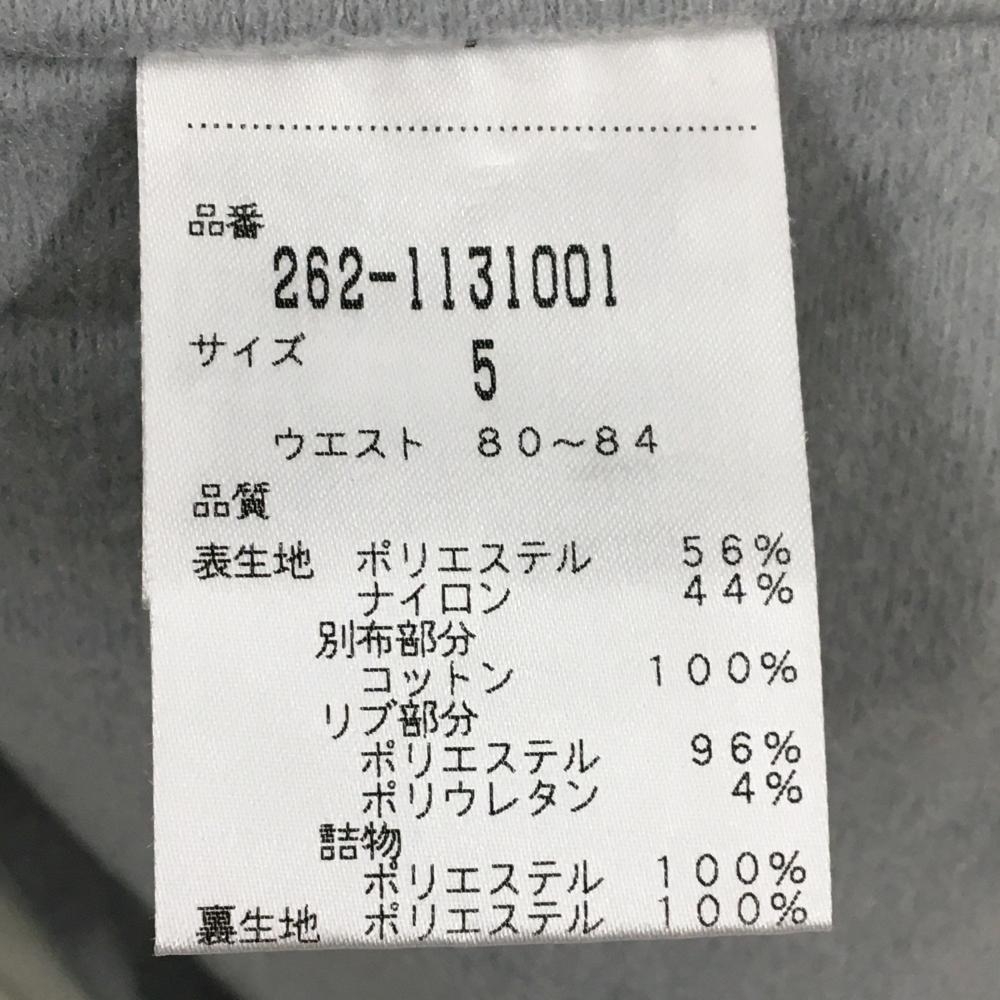 品番
262-1131001
サイズ 5
ウエスト 80～84
品質
表生地 ポリエステル 56%
ナイロン 44%
別布部分
コットン 100%
リブ部分
ポリエステル 96%
ポリウレタン 4%
詰物
ポリエステル 100%
裏生地 ポリエステル 100%